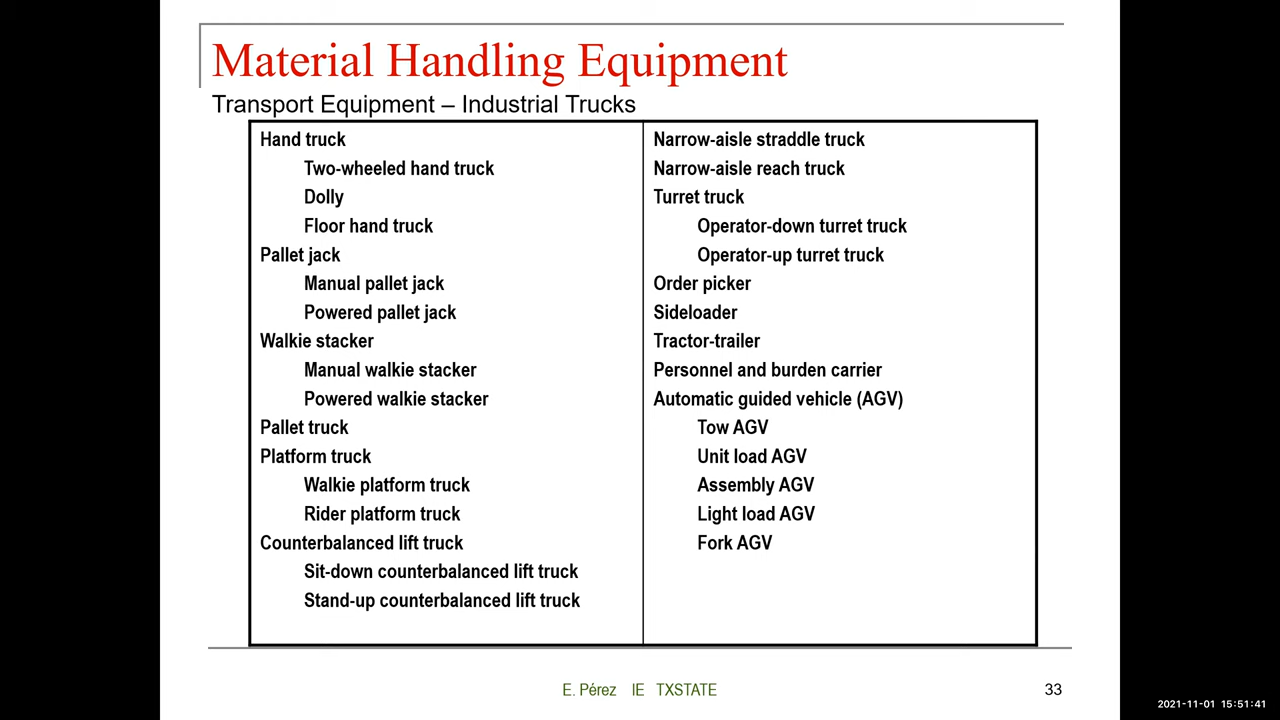 Material Handling Equipment
Transport Equipment – Industrial Trucks
Hand truck
Two-wheeled hand truck
Dolly
Floor hand truck
Pallet jack
Manual pallet jack
Powered pallet jack
Walkie stacker
Manual walkie stacker
Powered walkie stacker
Pallet truck
Platform truck
Walkie platform truck
Rider platform truck
Counterbalanced lift truck
Sit-down counterbalanced lift truck
Stand-up counterbalanced lift truck
Narrow-aisle straddle truck
Narrow-aisle reach truck
Turret truck
Operator-down turret truck
Operator-up turret truck
Order picker
Sideloader
Tractor-trailer
Personnel and burden carrier
Automatic guided vehicle (AGV)
Tow AGV
Unit load AGV
Assembly AGV
Light load AGV
Fork AGV
E. Pérez IE TXSTATE
33
2021-11-01 15:51:41